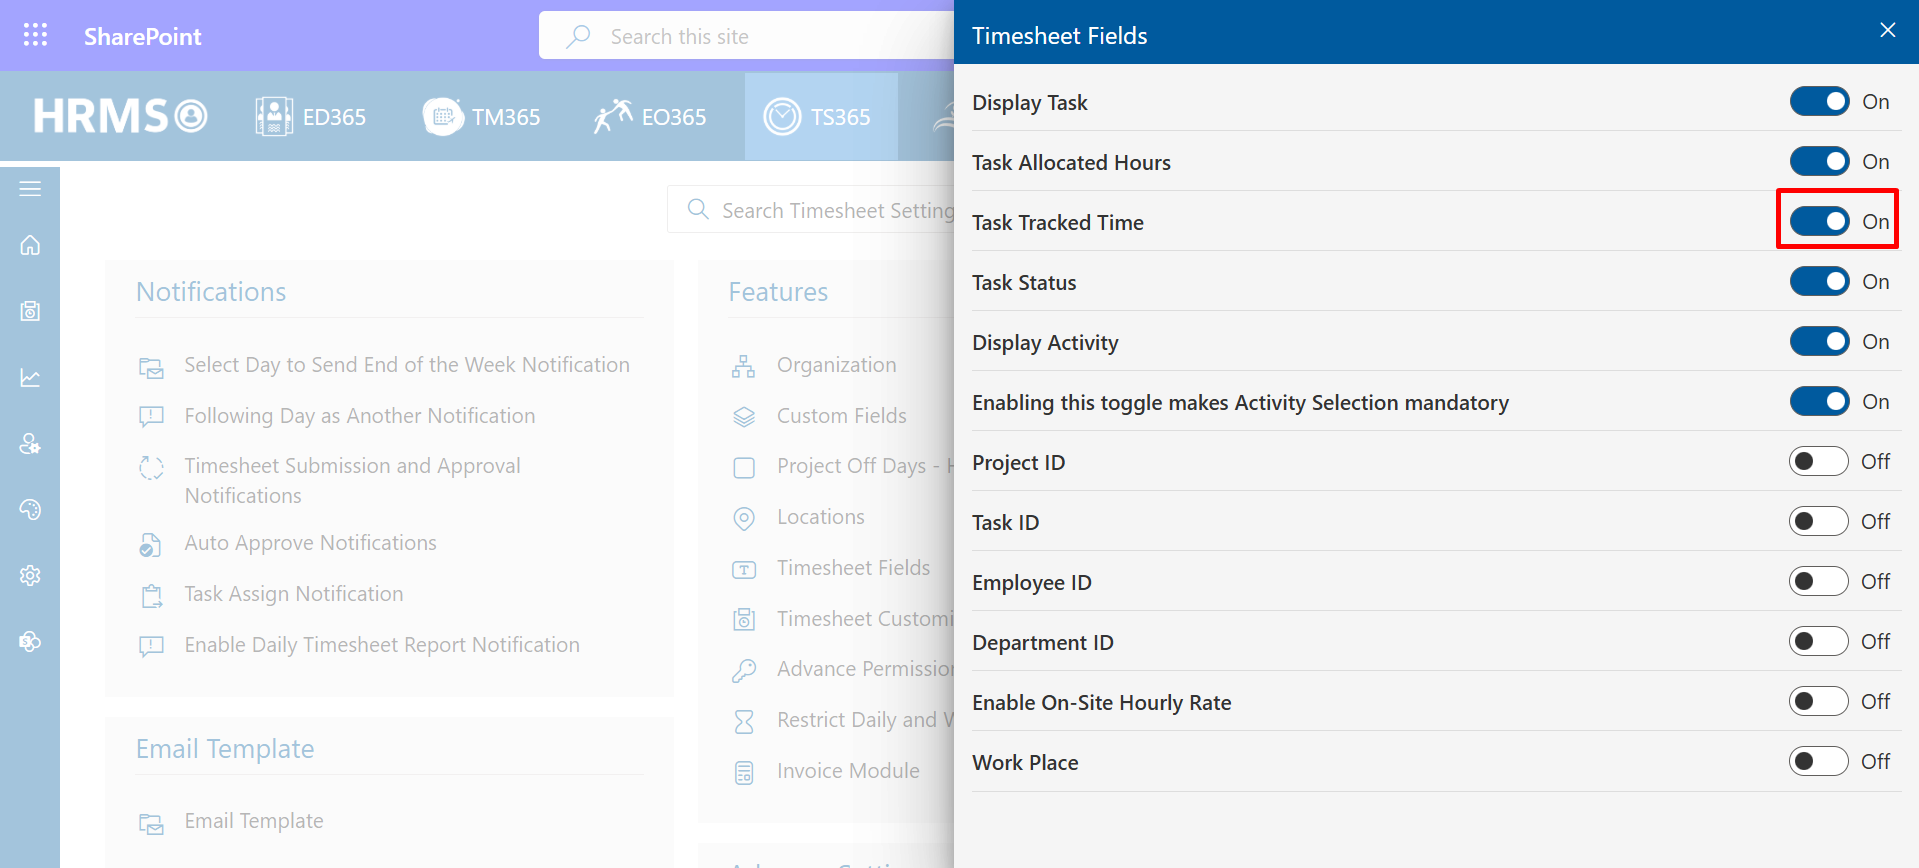 SharePoint
Search this site
HRMS
ED365
TM365
EO365
TS365
Search Timesheet Setting
Notifications
Select Day to Send End of the Week Notification
Following Day as Another Notification
Timesheet Submission and Approval
Notifications
Auto Approve Notifications
Task Assign Notification
Enable Daily Timesheet Report Notification
Email Template
Email Template
Features
Organization
Custom Fields
Project Off Days -
Locations
Timesheet Fields
Timesheet Customi
Advance Permission
Restrict Daily and W
Invoice Module
Timesheet Fields
Display Task On
Task Allocated Hours On
Task Tracked Time On
Task Status On
Display Activity On
Enabling this toggle makes Activity Selection mandatory On
Project ID Off
Task ID Off
Employee ID Off
Department ID Off
Enable On-Site Hourly Rate Off
Work Place Off